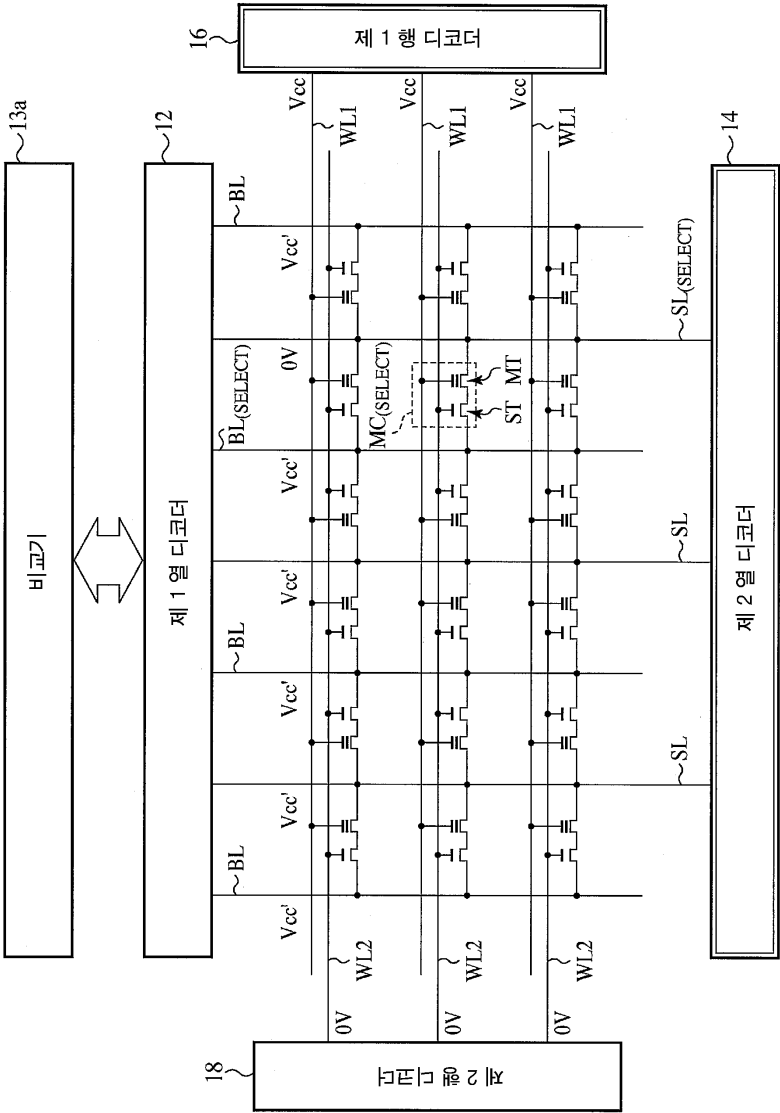 16
제 1 행 디코더
13a
비교기
12
제 1 열 디코더
Vcc
WL1
Vcc
WL1
Vcc
WL1
14
제 2 열 디코더
BL
Vcc'
0V
BL(SELECT)
Vcc'
Vcc'
BL
Vcc'
Vcc'
BL
Vcc'
MC(SELECT)
MT
ST
SL(SELECT)
SL
SL
WL2
WL2
WL2
0V
0V
0V
18
제 2 행 디코더